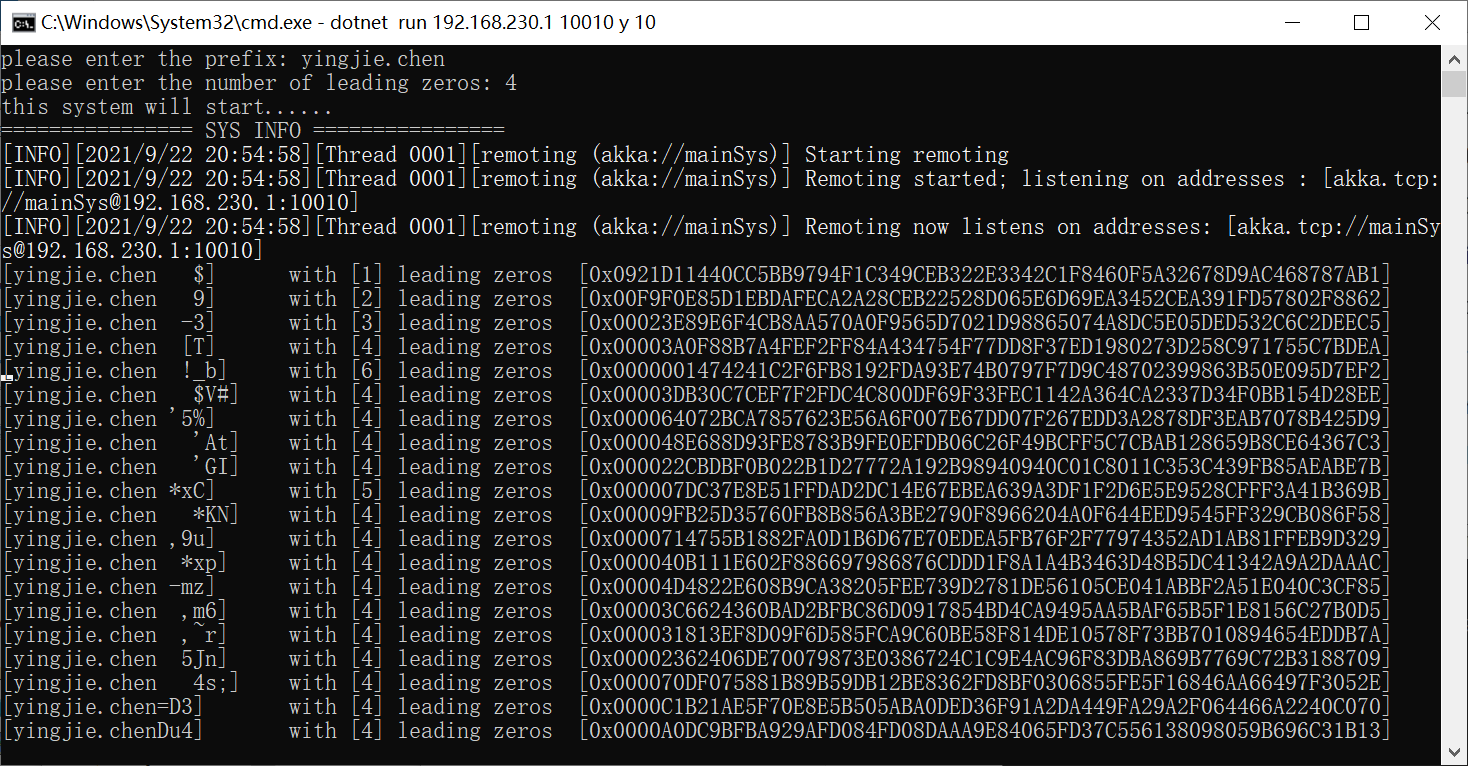 C:\Windows\System32\cmd.exe - dotnet  run 192.168.230.1 10010 y 10
please enter the prefix: yingjie.chen
please enter the number of leading zeros: 4
this system will start......
================ SYS INFO ================
[INFO][2021/9/22 20:54:58][Thread 0001][remoting (akka://mainSys)] Starting remoting
[INFO][2021/9/22 20:54:58][Thread 0001][remoting (akka://mainSys)] Remoting started; listening on addresses : [akka.tcp:
//mainSys@192.168.230.1:10010]
[INFO][2021/9/22 20:54:58][Thread 0001][remoting (akka://mainSys)] Remoting now listens on addresses: [akka.tcp://mainSy
s@192.168.230.1:10010]
[yingjie.chen   $]      with [1] leading zeros  [0x0921D11440CC5BB9794F1C349CEB322E3342C1F8460F5A32678D9AC468787AB1]
[yingjie.chen   9]      with [2] leading zeros  [0x00F9F0E85D1EBDAFECA2A28CEB22528D065E6D69EA3452CEA391FD57802F8862]
[yingjie.chen  -3]      with [3] leading zeros  [0x00023E89E6F4CB8AA570A0F9565D7021D98865074A8DC5E05DED532C6C2DEEC5]
[yingjie.chen  [T]      with [4] leading zeros  [0x00003A0F88B7A4FEF2FF84A434754F77DD8F37ED1980273D258C971755C7BDEA]
[yingjie.chen  !_b]     with [6] leading zeros  [0x0000001474241C2F6FB8192FDA93E74B0797F7D9C48702399863B50E095D7EF2]
[yingjie.chen   $V#]    with [4] leading zeros  [0x00003DB30C7C71CEF7F2FDC4C800DF69F33FEC1142A364CA2337D34F0BB154D28EE]
[yingjie.chen '5%]      with [4] leading zeros  [0x000064072BCA7857623E56A6F007E67DD07F267EDD3A2878DF3EAB7078B425D9]
[yingjie.chen   'At]    with [4] leading zeros  [0x000048E688D93FE8783B9FE0EFDB06C26F49BCFF5C7CBAB128659B8CE64367C3]
[yingjie.chen   'GI]    with [4] leading zeros  [0x000022CBDBF0B022B1D27772A192B98940940C01C8011C353C439FB85AEABE7B]
[yingjie.chen *xC]      with [5] leading zeros  [0x000007DC37E8E51FFDAD2DC14E67EBEA639A3DF1F2D6E5E9528CFFF3A41B369B]
[yingjie.chen   *KN]    with [4] leading zeros  [0x00009FB25D35760FB8B856A3BE2790F8966204A0F644EED9545FF329CB086F58]
[yingjie.chen ,9u]      with [4] leading zeros  [0x0000714755B1882FA0D1B6D67E70EDEA5FB76F2F77974352AD1AB81FFEB9D329]
[yingjie.chen  *xp]     with [4] leading zeros  [0x000040B111E602F886697986876CDDD1F8A1A4B3463D48B5DC41342A9A2DAAAC]
[yingjie.chen -mz]      with [4] leading zeros  [0x00004D4822E608B9CA38205FEE739D2781DE56105CE041ABBF2A51E040C3CF85]
[yingjie.chen  ,m6]     with [4] leading zeros  [0x00003C6624360BAD2BFBC86D0917854BD4CA9495AA5BAF65B5F1E8156C27B0D5]
[yingjie.chen  ,~r]     with [4] leading zeros  [0x000031813EF8D09F6D585FCA9C60BE58F814DE10578F73BB7010894654EDDB7A]
[yingjie.chen  5Jn]     with [4] leading zeros  [0x00002362406DE70079873E0386724C1C9E4AC96F83DBA869B7769C72B3188709]
[yingjie.chen   4s;]    with [4] leading zeros  [0x000070DF075881B89B59DB12BE8362FD8BF0306855FE5F16846AA66497F3052E]
[yingjie.chen=D3]       with [4] leading zeros  [0x0000C1B21AE5F70E8E5B505ABA0DED36F91A2DA449FA29A2F064466A2240C070]
[yingjie.chenDu4]       with [4] leading zeros  [0x0000A0DC9BFBA929AFD084FD08DAAA9E84065FD37C556138098059B696C31B13]